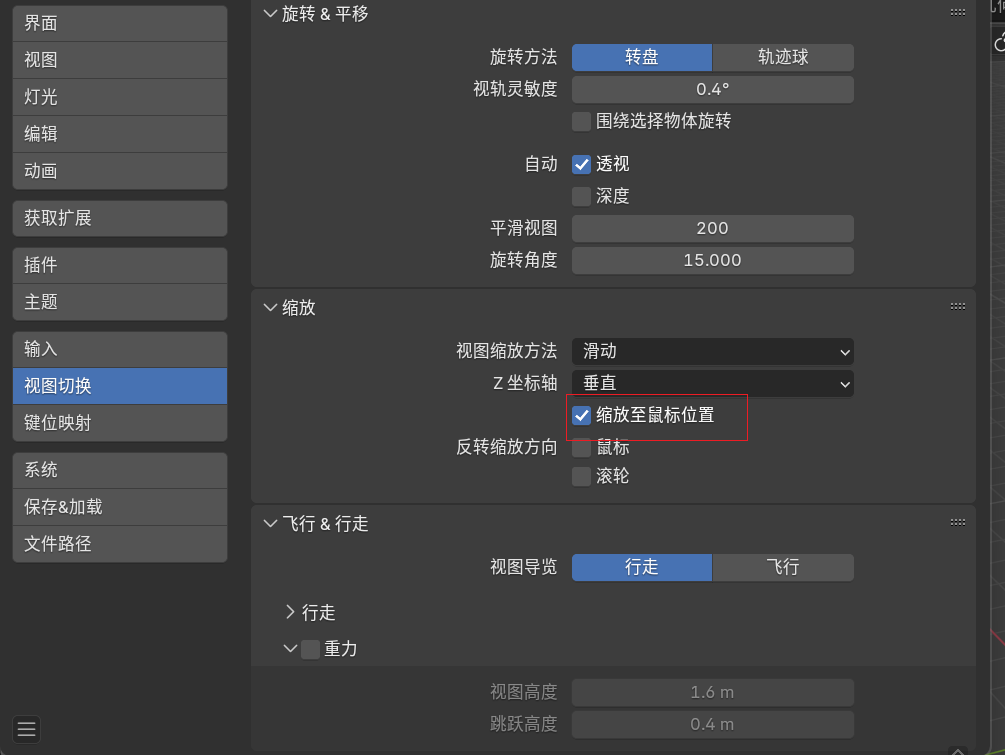 界面
视图
灯光
编辑
动画
获取扩展
插件
主题
输入
视图切换
键位映射
系统
保存&加载
文件路径
旋转 & 平移
旋转方法 转盘 轨迹球
视轨灵敏度 0.4°
围绕选择物体旋转
自动 透视
深度
平滑视图 200
旋转角度 15.000
缩放
视图缩放方法 滑动
Z 坐标轴 垂直
缩放至鼠标位置
反转缩放方向 鼠标
滚轮
飞行 & 行走
视图导览 行走 飞行
行走
重力
视图高度 1.6 m
跳跃高度 0.4 m